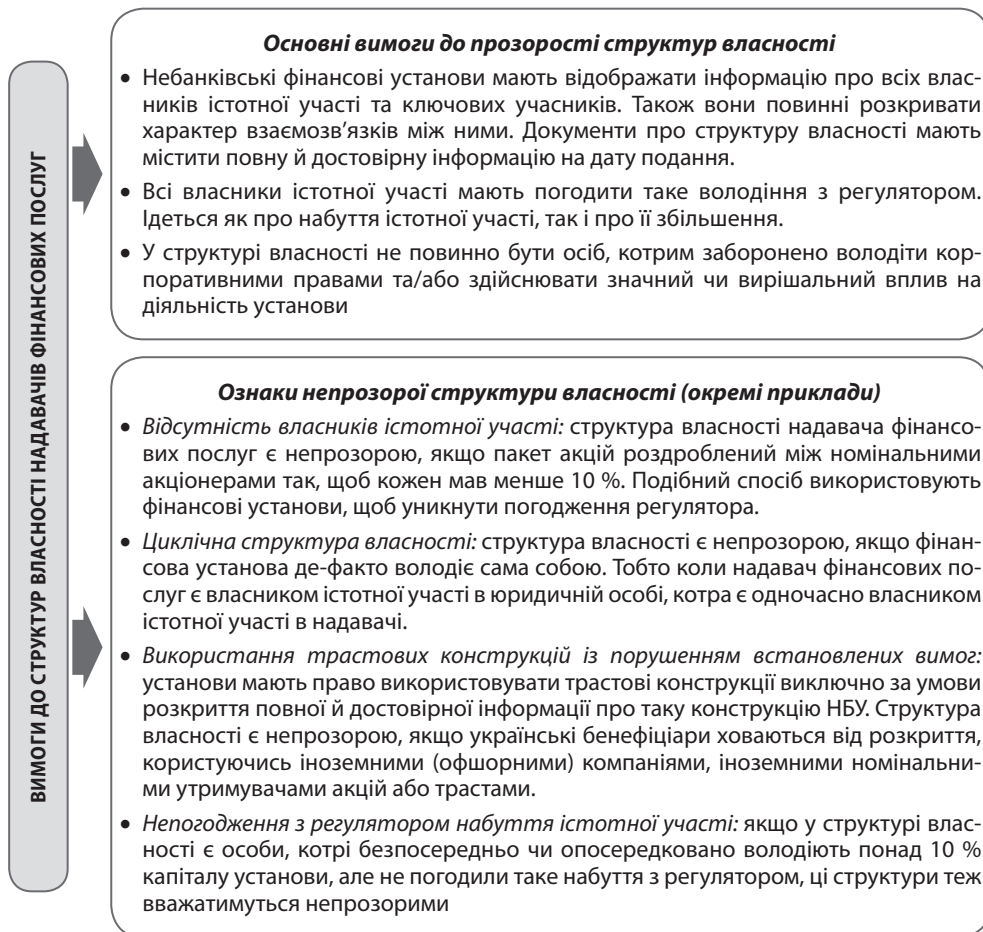 ВИМОГИ ДО СТРУКТУР ВЛАСНОСТІ НАДАВАЧІВ ФІНАНСОВИХ ПОСЛУГ
Основні вимоги до прозорості структур власності
• Небанківські фінансові установи мають відображати інформацію про всіх влас-
ників істотної участі та ключових учасників. Також вони повинні розкривати
характер взаємозв'язків між ними. Документи про структуру власності мають
містити повну й достовірну інформацію на дату подання.
• Всі власники істотної участі мають погодити таке володіння з регулятором.
Ідеться як про набуття істотної участі, так і про її збільшення.
• У структурі власності не повинно бути осіб, котрим заборонено володіти кор-
поративними правами та/або здійснювати значний чи вирішальний вплив на
діяльність установи
Ознаки непрозорої структури власності (окремі приклади)
• Відсутність власників істотної участі: структура власності надавача фінансо-
вих послуг є непрозорою, якщо пакет акцій роздроблений між номінальними
акціонерами так, щоб кожен мав менше 10 %. Подібний спосіб використовують
фінансові установи, щоб уникнути погодження регулятора.
• Циклічна структура власності: структура власності є непрозорою, якщо фінан-
сова установа де-факто володіє сама собою. Тобто коли надавач фінансових по-
слуг є власником істотної участі в юридичній особі, котра є одночасно власником
істотної участі в надавачі.
• Використання трастових конструкцій із порушенням встановлених вимог:
установи мають право використовувати трастові конструкції виключно за умови
розкриття повної й достовірної інформації про таку конструкцію НБУ. Структура
власності є непрозорою, якщо українські бенефіціари ховаються від розкриття,
користуючись іноземними (офшорними) компаніями, іноземними номінальни-
ми утримувачами акцій або трастами.
• Непогодження з регулятором набуття істотної участі: якщо у структурі влас-
ності є особи, котрі безпосередньо чи опосередковано володіють понад 10 %
капіталу установи, але не погодили таке набуття з регулятором, ці структури теж
вважатимуться непрозорими